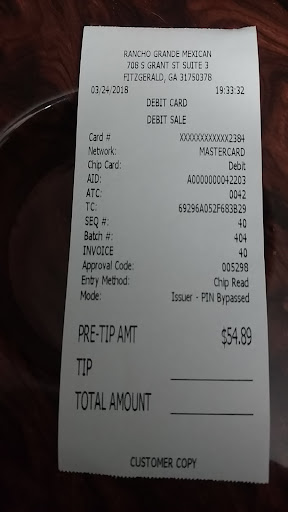 RANCHO GRANDE MEXICAN
708 S GRANT ST SUITE 3
FITZGERALD, GA 31750378
03/24/2018 19:33:32
DEBIT CARD
DEBIT SALE
Card #: XXXXXXXXXXXX2384
Network: MASTERCARD
Chip Card: Debit
AID: A0000000042203
ATC: 0042
TC: 69296A052F683B29
SEQ #: 40
Batch #: 404
INVOICE 40
Approval Code: 005298
Entry Method: Chip Read
Mode: Issuer - PIN Bypassed
PRE-TIP AMT $54.89
TIP
TOTAL AMOUNT
CUSTOMER COPY